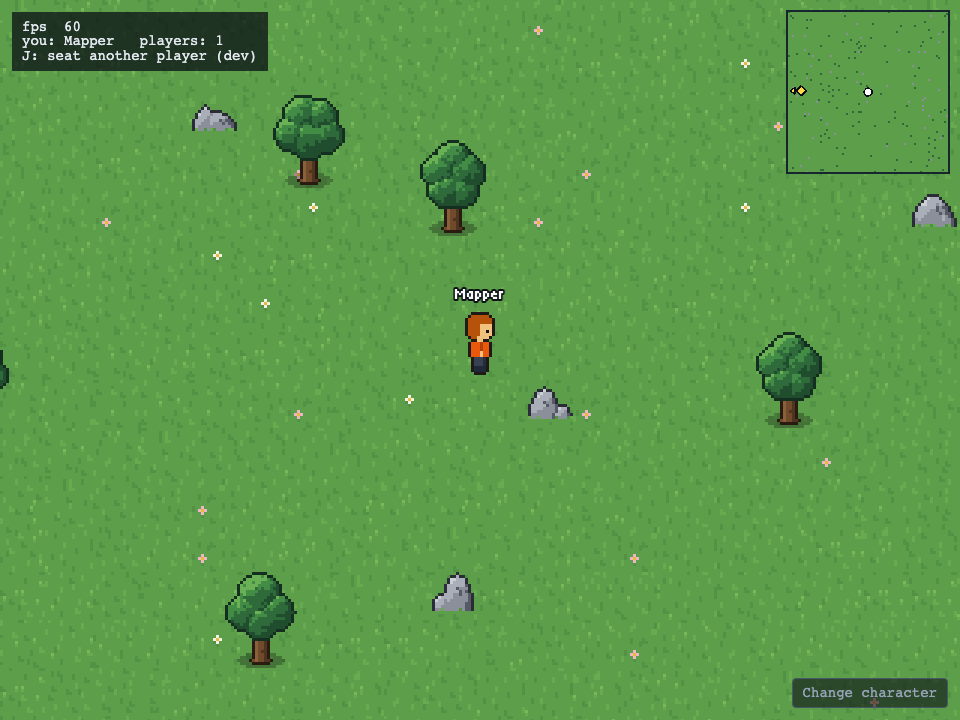 fps  60
you: Mapper   players: 1
J: seat another player (dev)
Mapper
Change character